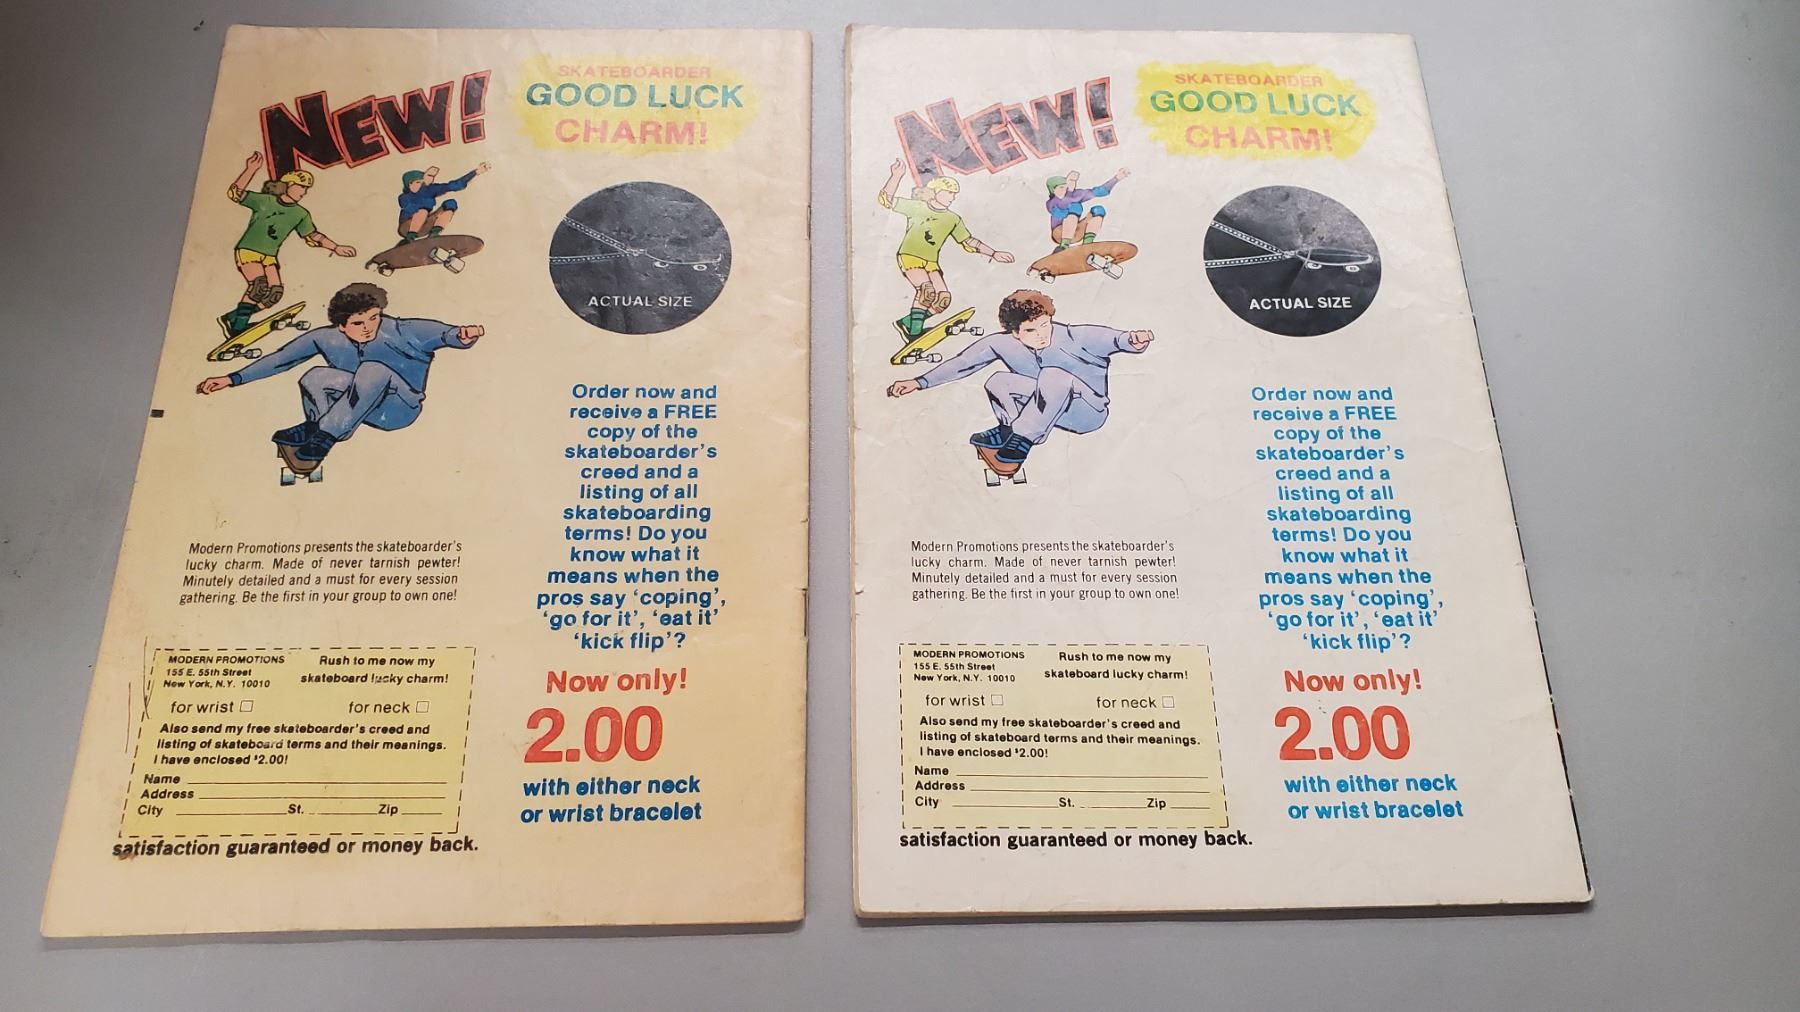 NEW!
SKATEBOARDER
GOOD LUCK
CHARM!
ACTUAL SIZE
Order now and
receive a FREE
copy of the
skateboarder's
creed and a
listing of all
skateboarding
terms! Do you
know what it
means when the
pros say 'coping',
'go for it', 'eat it'
'kick flip'?
Modern Promotions presents the skateboarder's
lucky charm. Made of never tarnish pewter!
Minutely detailed and a must for every session
gathering. Be the first in your group to own one!
MODERN PROMOTIONS
155 E. 55th Street
New York, N.Y. 10010
Rush to me now my
skateboard lucky charm!
for wrist
for neck
Also send my free skateboarder's creed and
listing of skateboard terms and their meanings.
I have enclosed $2.00!
Name
Address
City St. Zip
satisfaction guaranteed or money back.
Now only!
2.00
with either neck
or wrist bracelet
NEW!
SKATEBOARDER
GOOD LUCK
CHARM!
ACTUAL SIZE
Order now and
receive a FREE
copy of the
skateboarder's
creed and a
listing of all
skateboarding
terms! Do you
know what it
means when the
pros say 'coping',
'go for it', 'eat it'
'kick flip'?
Modern Promotions presents the skateboarder's
lucky charm. Made of never tarnish pewter!
Minutely detailed and a must for every session
gathering. Be the first in your group to own one!
MODERN PROMOTIONS
155 E. 55th Street
New York, N.Y. 10010
Rush to me now my
skateboard lucky charm!
for wrist
for neck
Also send my free skateboarder's creed and
listing of skateboard terms and their meanings.
I have enclosed $2.00!
Name
Address
City St. Zip
satisfaction guaranteed or money back.
Now only!
2.00
with either neck
or wrist bracelet